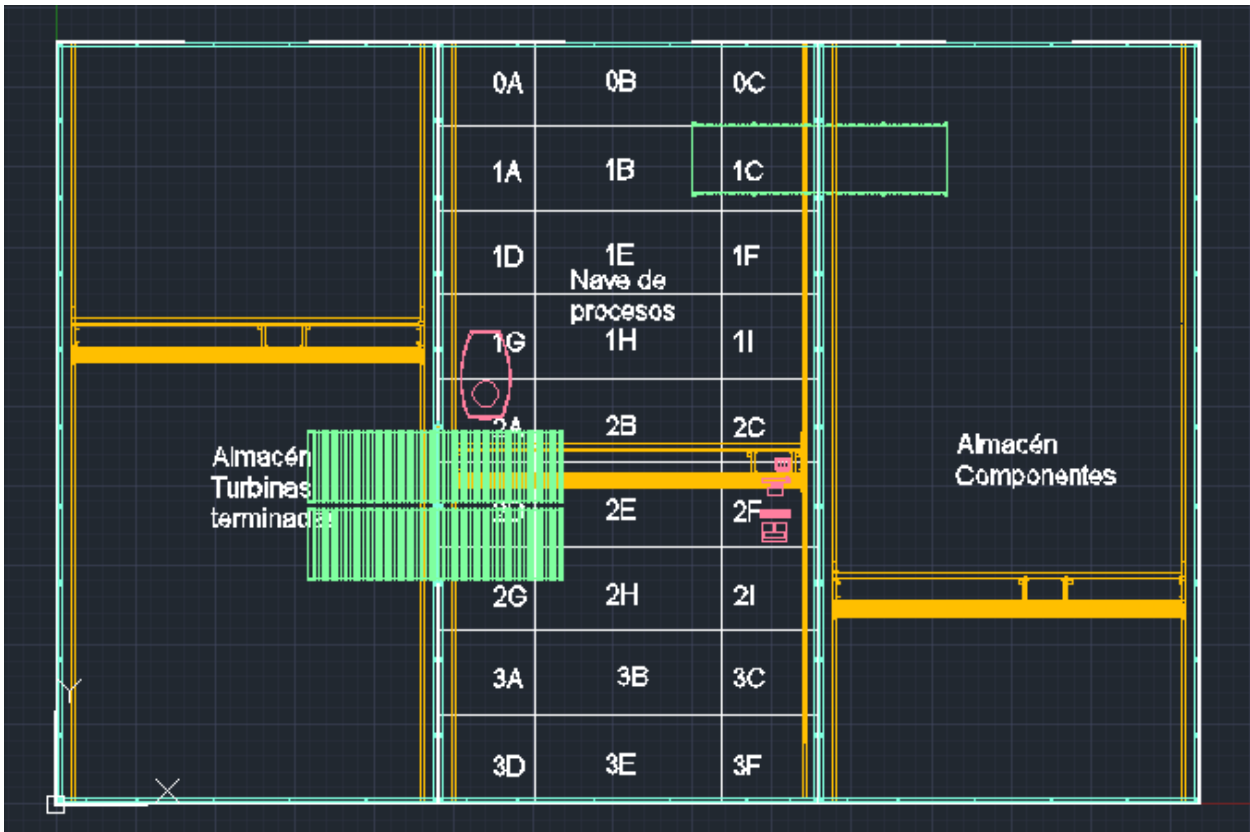 0A 0B 0C
1A 1B 1C
1D 1E 1F
Nave de
procesos
1G 1H 1I
2A 2B 2C
Almacén
Turbinas
terminadas
Almacén
Componentes
2D 2E 2F
2G 2H 2I
3A 3B 3C
Y
3D 3E 3F
X